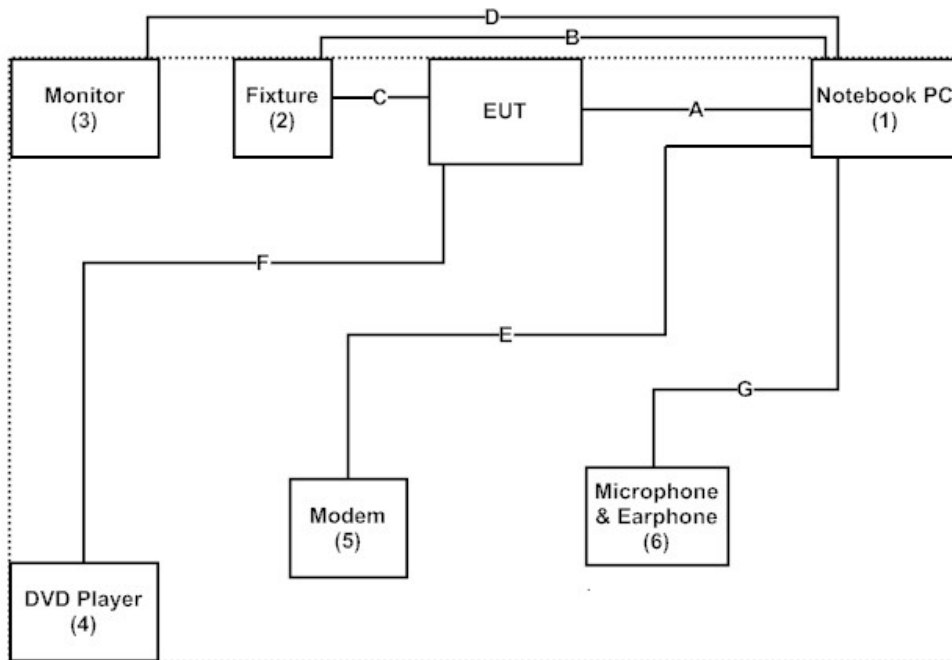 D
B
Monitor
(3)
Fixture
(2)
C
EUT
A
Notebook PC
(1)
F
E
G
Microphone
& Earphone
(6)
Modem
(5)
DVD Player
(4)